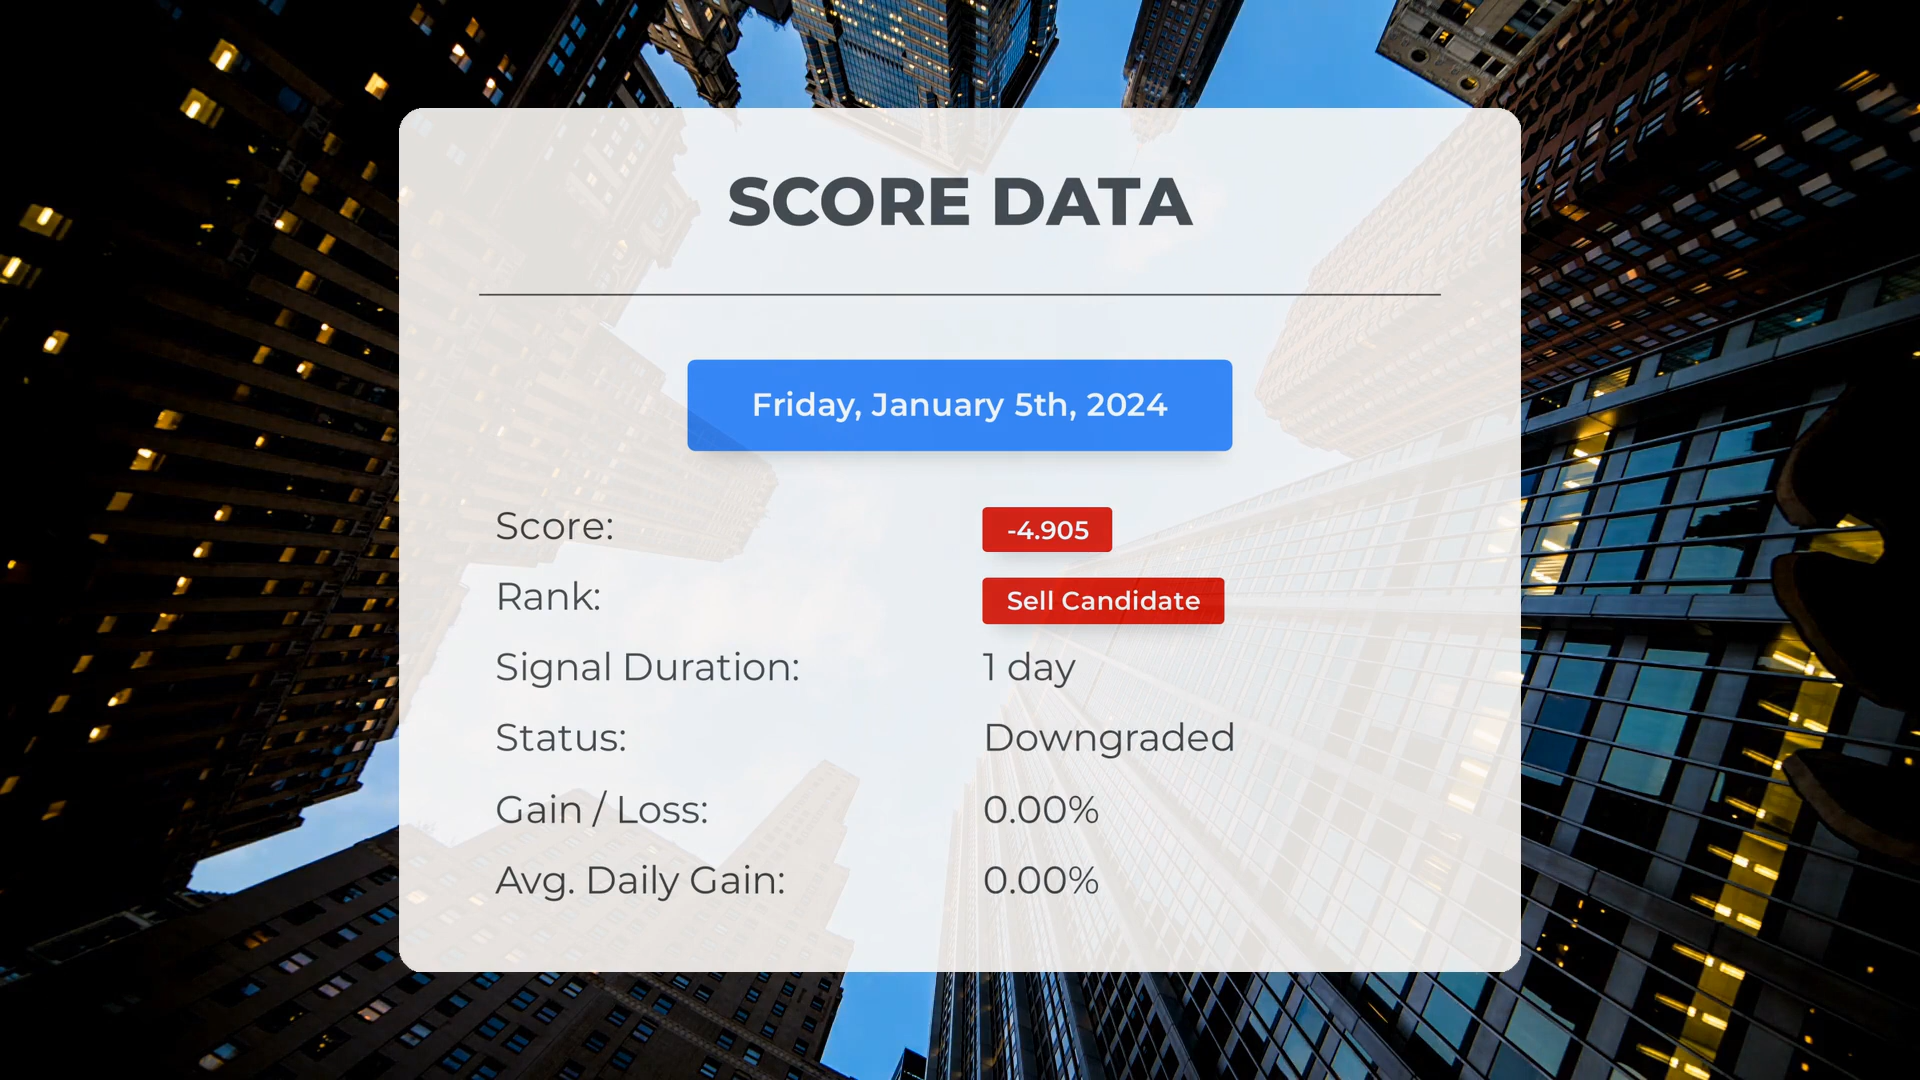 SCORE DATA
Friday, January 5th, 2024
Score: -4.905
Rank: Sell Candidate
Signal Duration: 1 day
Status: Downgraded
Gain / Loss: 0.00%
Avg. Daily Gain: 0.00%